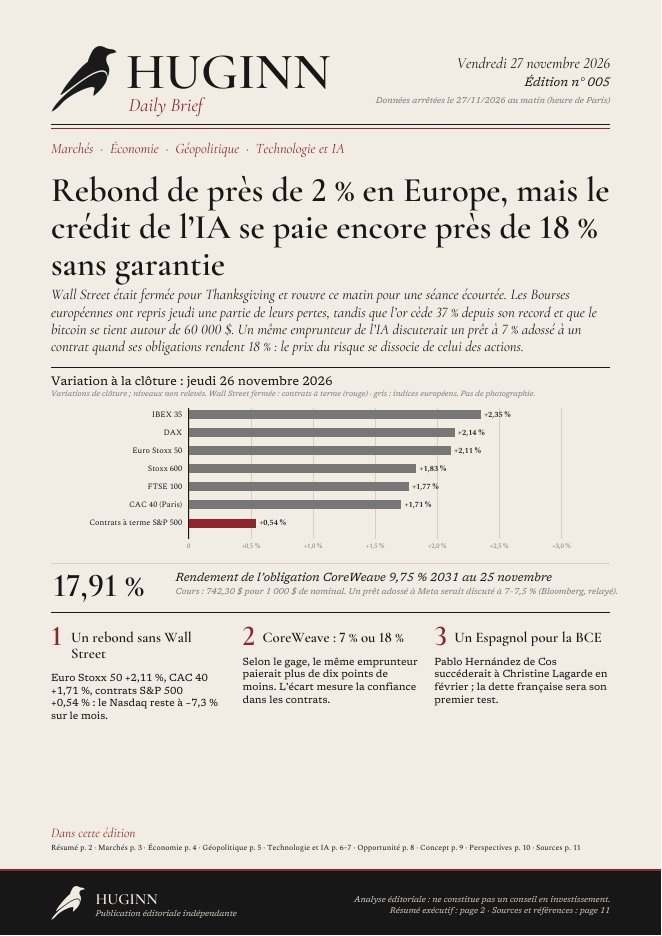 HUGINN
Daily Brief
Vendredi 27 novembre 2026
Édition n° 005
Données arrêtées le 27/11/2026 au matin (heure de Paris)
Marchés · Économie · Géopolitique · Technologie et IA
Rebond de près de 2 % en Europe, mais le
crédit de l’IA se paie encore près de 18 %
sans garantie
Wall Street était fermée pour Thanksgiving et rouvre ce matin pour une séance écourtée. Les Bourses
européennes ont repris jeudi une partie de leurs pertes, tandis que l’or cède 37 % depuis son record et que le
bitcoin se tient autour de 60 000 $. Un même emprunteur de l’IA discuterait un prêt à 7 % adossé à un
contrat quand ses obligations rendent 18 % : le prix du risque se dissocie de celui des actions.
Variation à la clôture : jeudi 26 novembre 2026
Variations de clôture ; niveaux non relevés. Wall Street fermée : contrats à terme (rouge) · gris : indices européens. Pas de photographie.
IBEX 35 +2,35 %
DAX +2,14 %
Euro Stoxx 50 +2,11 %
Stoxx 600 +1,83 %
FTSE 100 +1,77 %
CAC 40 (Paris) +1,71 %
Contrats à terme S&P 500 +0,54 %
0 +0,5 % +1,0 % +1,5 % +2,0 % +2,5 % +3,0 %
17,91 %
Rendement de l’obligation CoreWeave 9,75 % 2031 au 25 novembre
Cours : 742,30 $ pour 1 000 $ de nominal. Un prêt adossé à Meta serait discuté à 7–7,5 % (Bloomberg, relayé).
1 Un rebond sans Wall
Street
Euro Stoxx 50 +2,11 %, CAC 40
+1,71 %, contrats S&P 500
+0,54 % : le Nasdaq reste à −7,3 %
sur le mois.
2 CoreWeave : 7 % ou 18 %
Selon le gage, le même emprunteur
paierait plus de dix points de
moins. L’écart mesure la confiance
dans les contrats.
3 Un Espagnol pour la BCE
Pablo Hernández de Cos
succéderait à Christine Lagarde en
février ; la dette française sera son
premier test.
Dans cette édition
Résumé p. 2 · Marchés p. 3 · Économie p. 4 · Géopolitique p. 5 · Technologie et IA p. 6–7 · Opportunité p. 8 · Concept p. 9 · Perspectives p. 10 · Sources p. 11
HUGINN
Publication éditoriale indépendante
Analyse éditoriale : ne constitue pas un conseil en investissement.
Résumé exécutif : page 2 · Sources et références : page 11